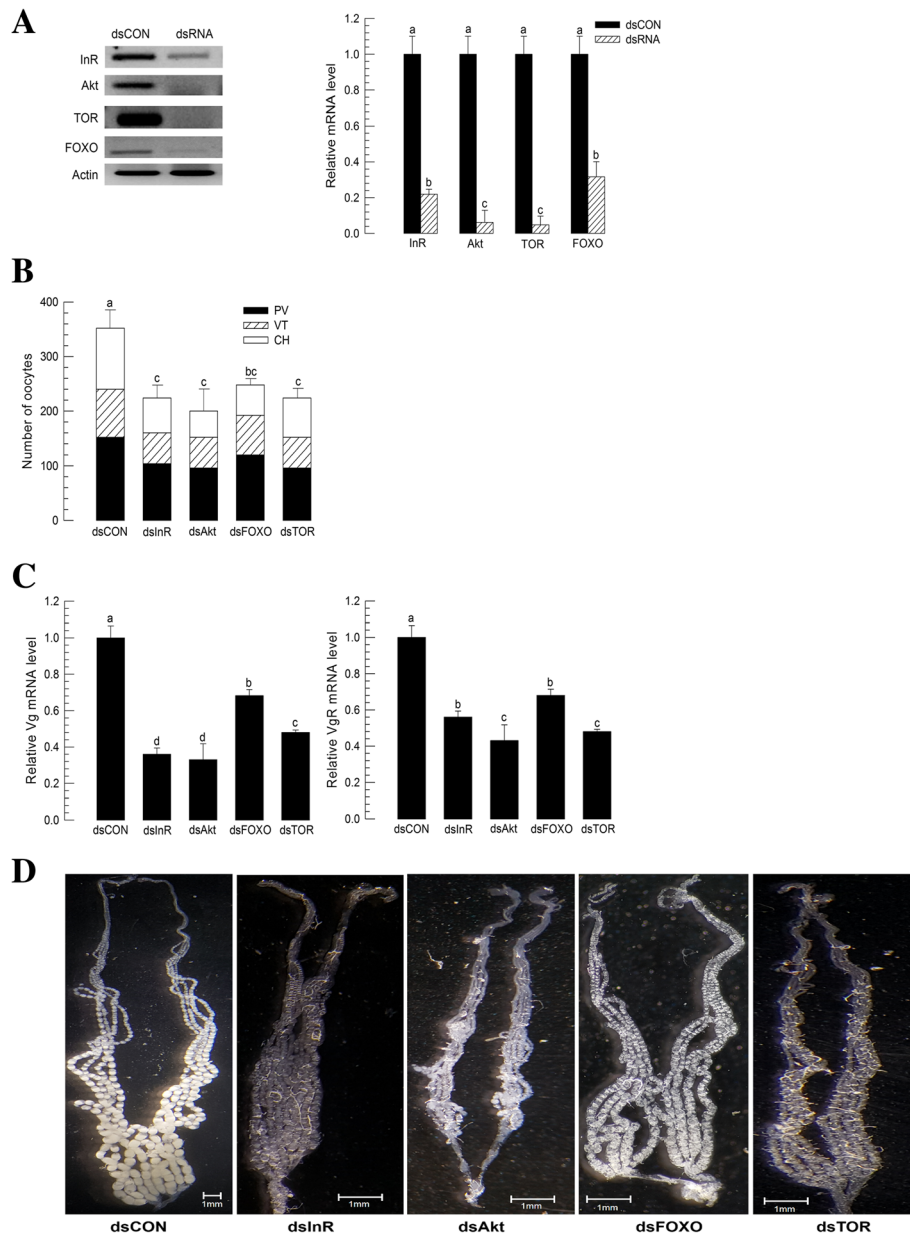 A
dsCON dsRNA
InR
Akt
TOR
FOXO
Actin
Relative mRNA level
1.2
1.0
0.8
0.6
0.4
0.2
0.0
a a a a
b c c b
InR Akt TOR FOXO
dsCON
dsRNA
B
Number of oocytes
400
300
200
100
0
a c c bc c
PV
VT
CH
dsCON dsInR dsAkt dsFOXO dsTOR
C
Relative Vg mRNA level
1.2
1.0
0.8
0.6
0.4
0.2
0.0
a d d b c
dsCON dsInR dsAkt dsFOXO dsTOR
Relative VgR mRNA level
1.2
1.0
0.8
0.6
0.4
0.2
0.0
a b c b c
dsCON dsInR dsAkt dsFOXO dsTOR
D
1mm 1mm 1mm 1mm 1mm
dsCON dsInR dsAkt dsFOXO dsTOR